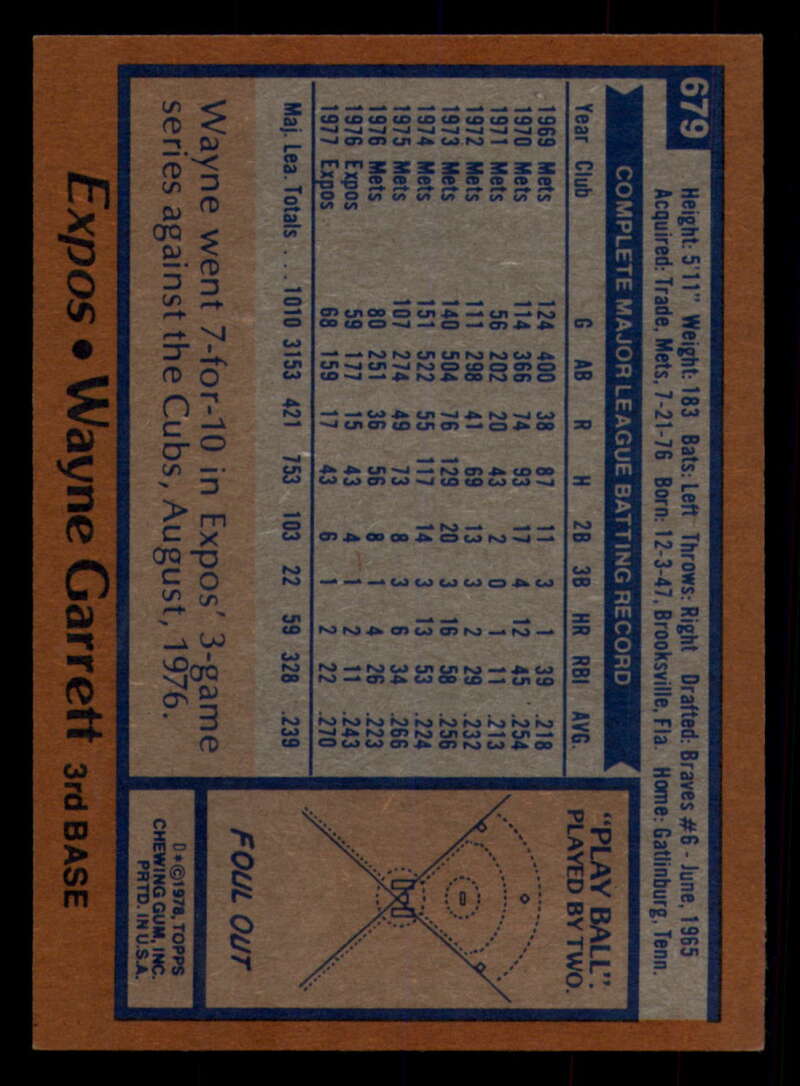 679
Height: 5'11" Weight: 183 Bats: Left Throws: Right Drafted: Braves #6 - June, 1965
Acquired: Trade, Mets, 7-21-76 Born: 12-3-47, Brooksville, Fla. Home: Gatlinburg, Tenn.
COMPLETE MAJOR LEAGUE BATTING RECORD
Year Club G AB R H 2B 3B HR RBI AVG.
1969 Mets 124 400 38 87 11 3 1 39 .218
1970 Mets 114 366 74 93 17 4 12 45 .254
1971 Mets 56 202 20 43 2 0 1 11 .213
1972 Mets 111 298 41 69 13 3 2 29 .232
1973 Mets 140 504 76 129 20 3 16 58 .256
1974 Mets 151 522 55 117 14 3 13 53 .224
1975 Mets 107 274 49 73 8 3 6 34 .266
1976 Mets 80 251 36 56 8 1 4 26 .223
1976 Expos 59 177 15 43 4 1 2 11 .243
1977 Expos 68 159 17 43 6 1 2 22 .270
Maj. Lea. Totals . . . 1010 3153 421 753 103 22 59 328 .239
Wayne went 7-for-10 in Expos' 3-game
series against the Cubs, August, 1976.
"PLAY BALL":
PLAYED BY TWO.
FOUL OUT
D*©1978, TOPPS
CHEWING GUM, INC.
PRTD. IN U.S.A.
Expos • Wayne Garrett 3rd BASE